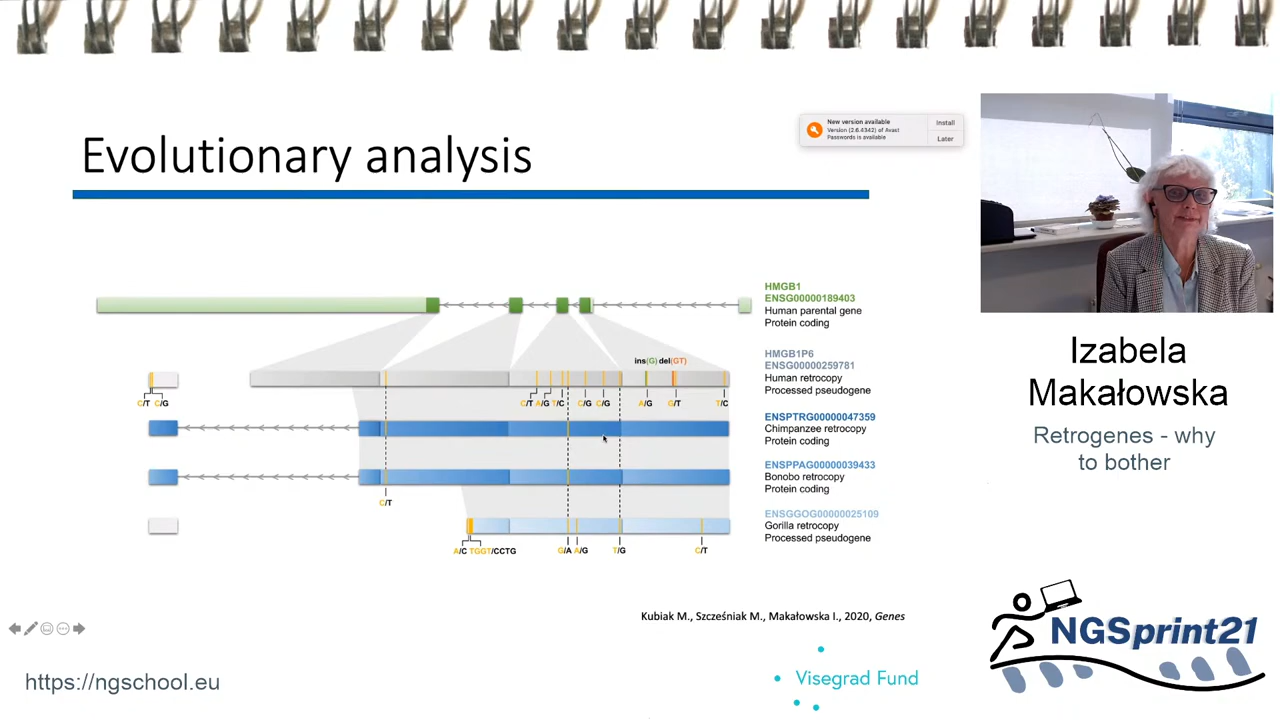 Evolutionary analysis
New version available
Version (2.6.4342) of Avast
Passwords is available
Install
Later
HMGB1
ENSG00000189403
Human parental gene
Protein coding
ins(G) del(GT)
HMGB1P6
ENSG00000259781
Human retrocopy
Processed pseudogene
C/T C/G
C/T A/G T/C C/G C/G A/G G/T T/C
ENSPTRG00000047359
Chimpanzee retrocopy
Protein coding
ENSPPAG00000039433
Bonobo retrocopy
Protein coding
C/T
ENSGGOG00000025109
Gorilla retrocopy
Processed pseudogene
A/C TGGT/CCTG G/A A/G T/G C/T
Kubiak M., Szcześniak M., Makałowska I., 2020, Genes
https://ngschool.eu
Visegrad Fund
Izabela
Makałowska
Retrogenes - why
to bother
NGSprint21